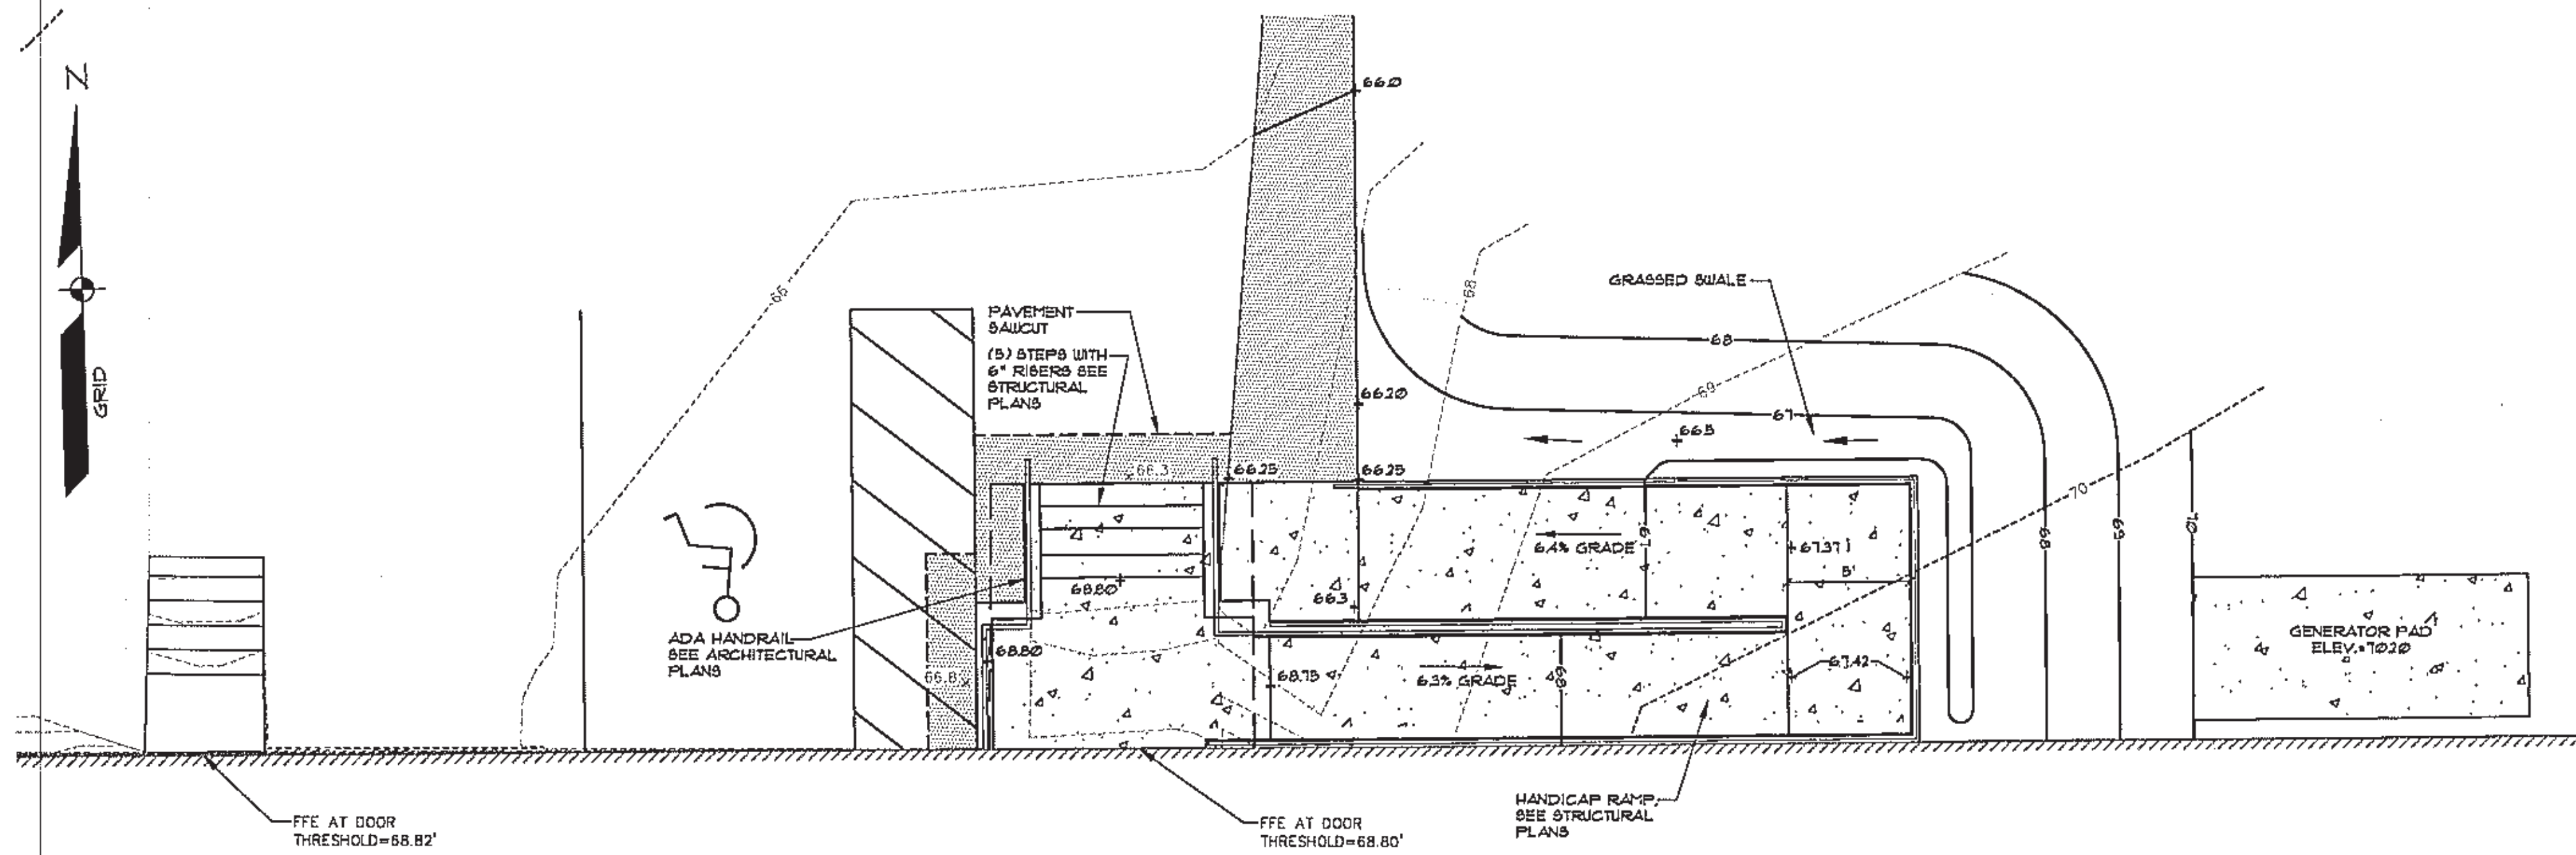 N
GRID
66.0
66
PAVEMENT
SAWCUT
(5) STEPS WITH
6" RISERS SEE
STRUCTURAL
PLANS
GRASSED SWALE
68
68
69
67
66.20
66.5
66.3
66.25
66.25
70
6.4% GRADE
67
67.37
5'
68.80
66.3
68
69
70
GENERATOR PAD
ELEV.=70.20
ADA HANDRAIL
SEE ARCHITECTURAL
PLANS
68.80
66.8
68.75
6.3% GRADE
68
67.42
HANDICAP RAMP,
SEE STRUCTURAL
PLANS
FFE AT DOOR
THRESHOLD=68.82'
FFE AT DOOR
THRESHOLD=68.80'